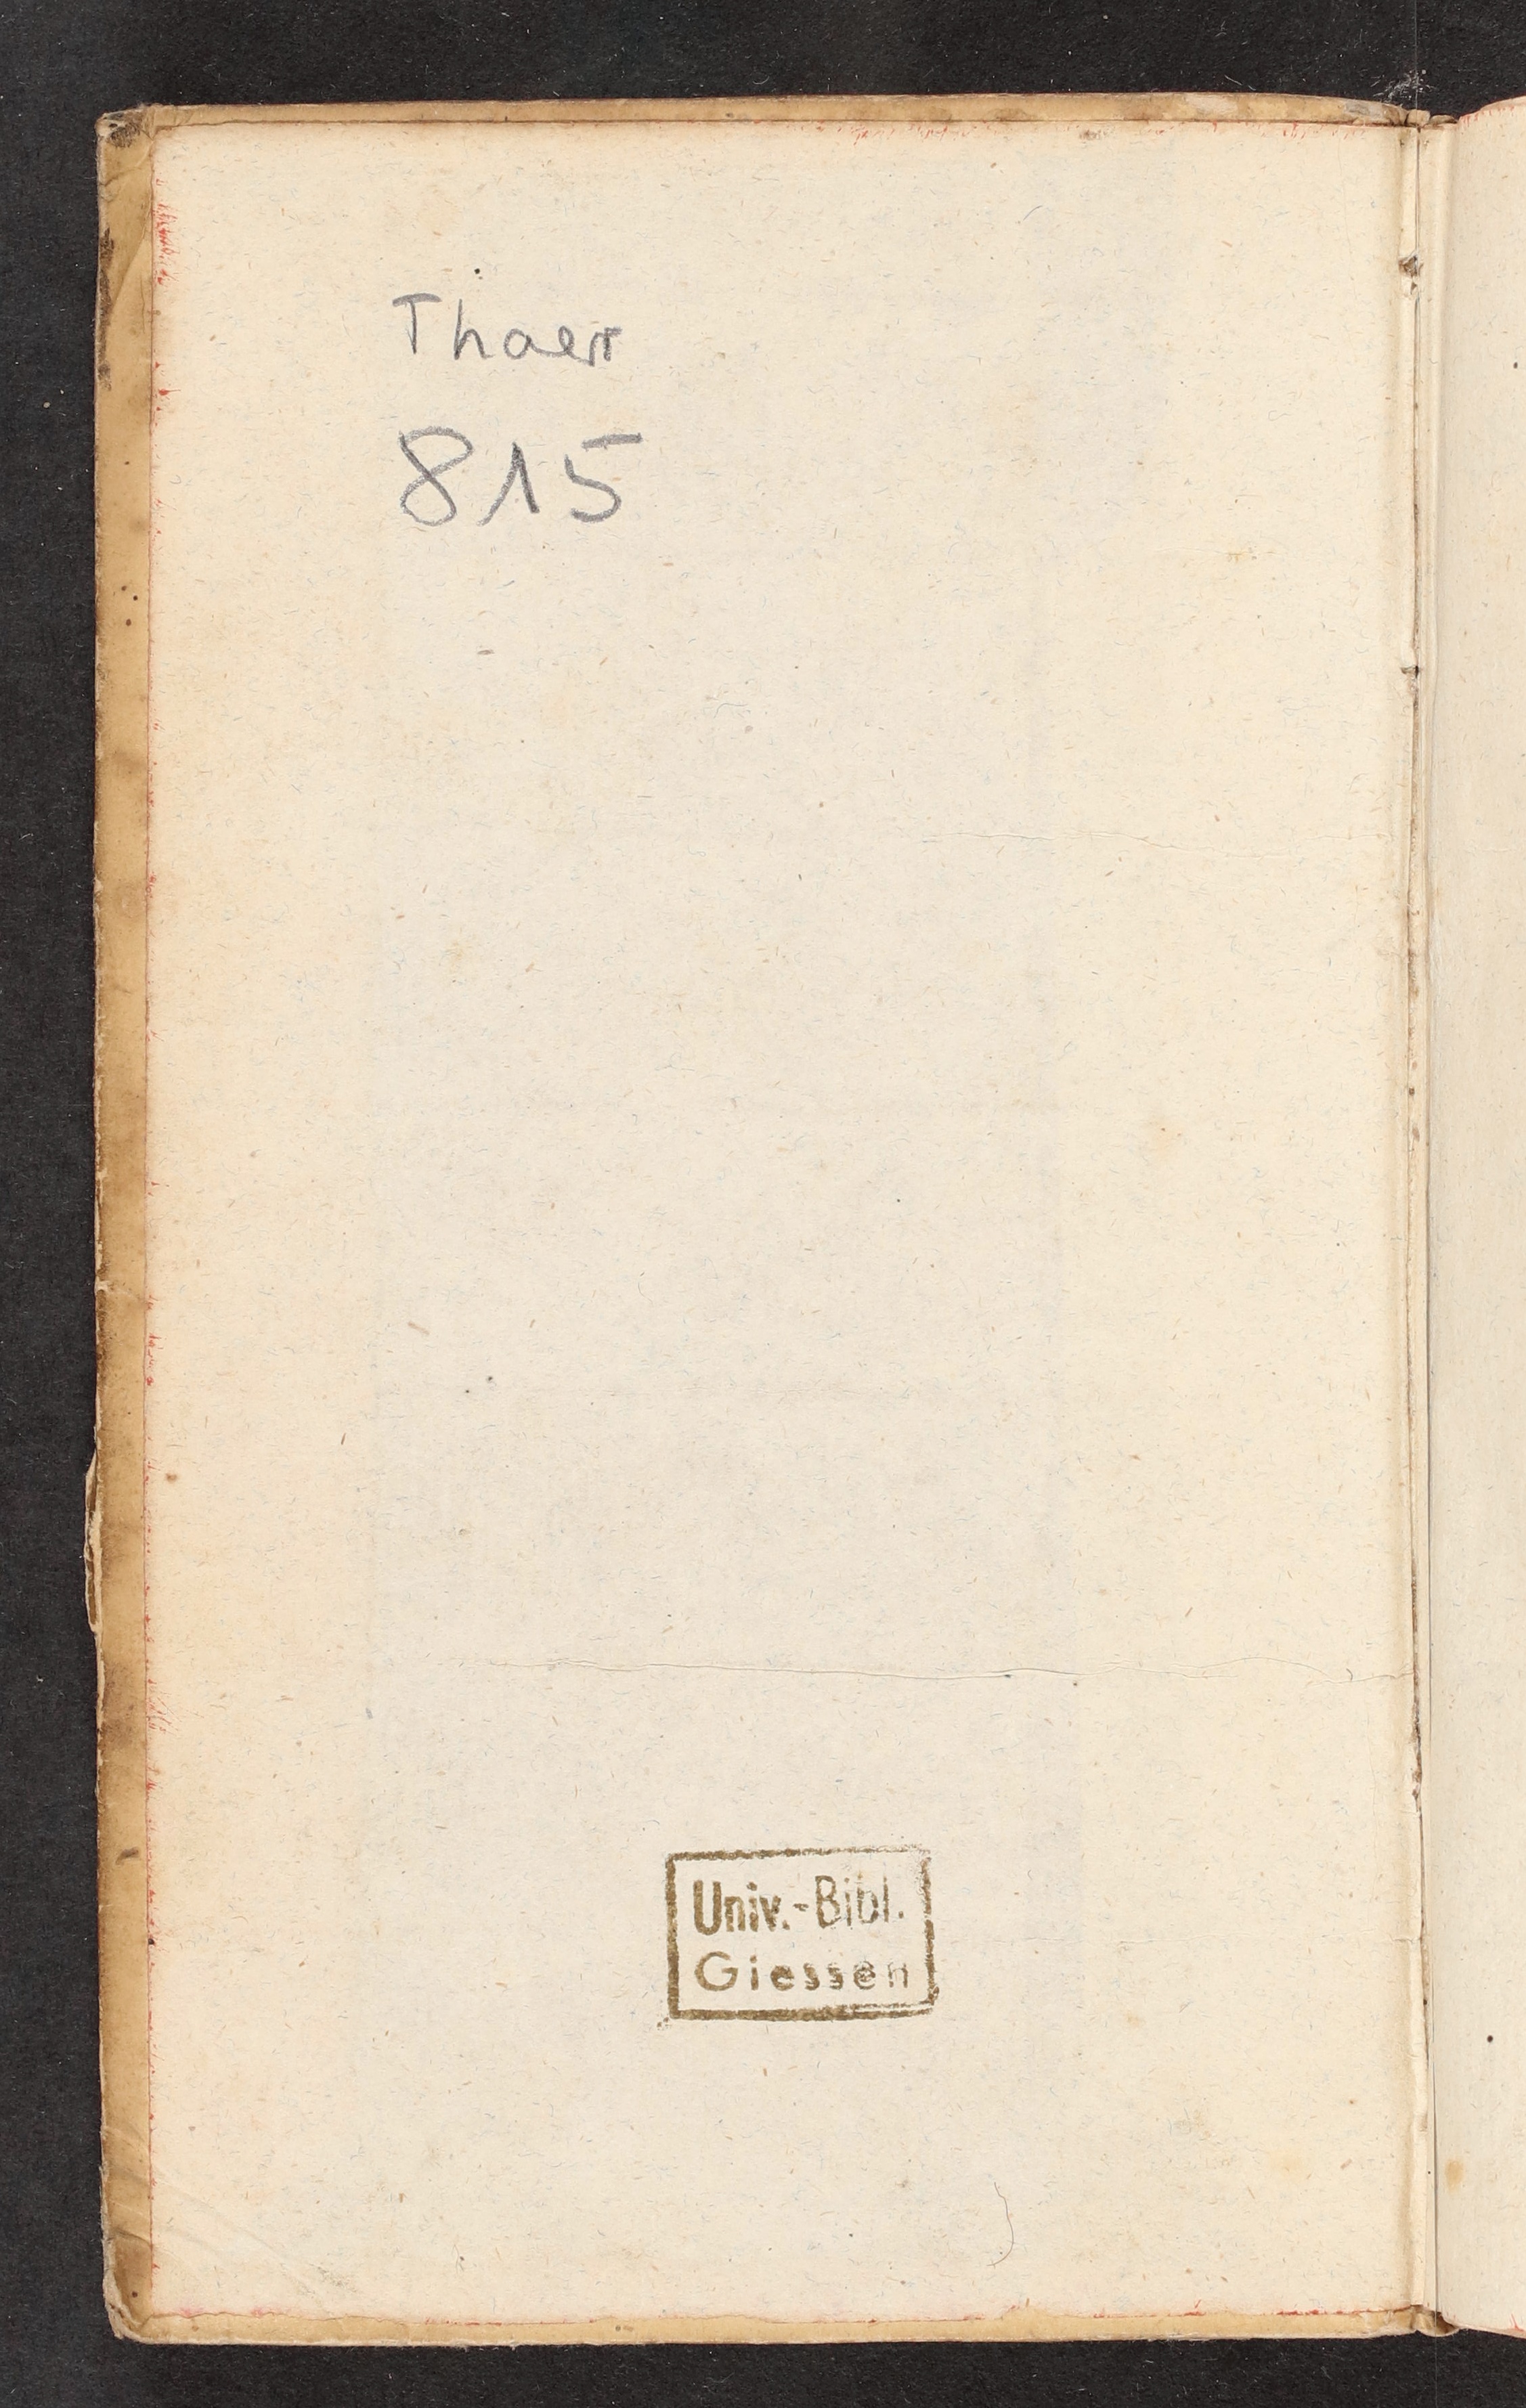 Thaer
815
Univ.-Bibl.
Giessen